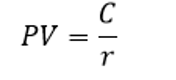 PV = C/r